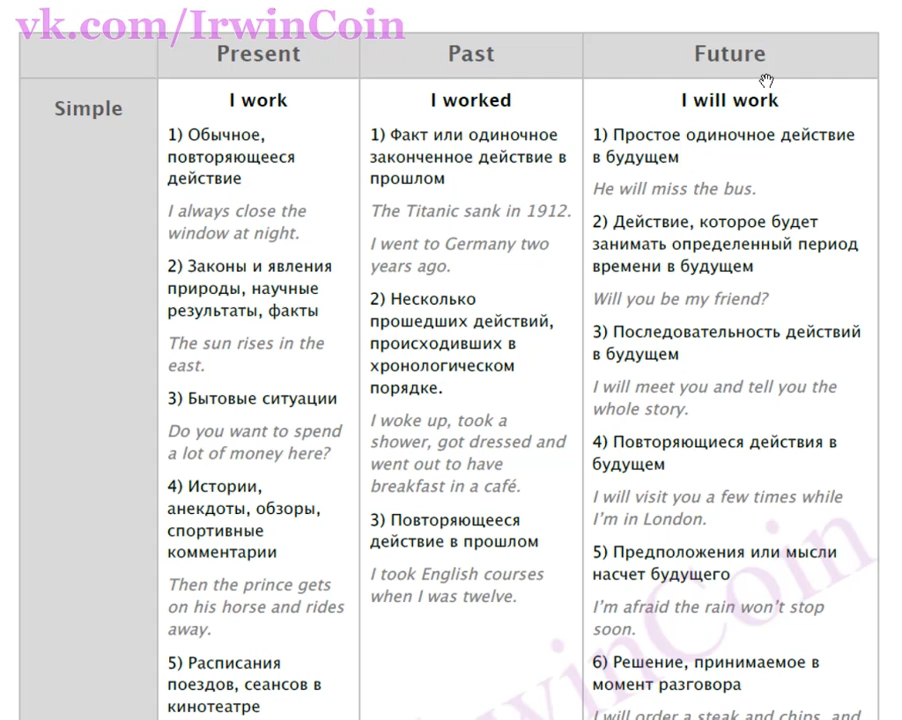 vk.com/IrwinCoin
Present
Past
Future
Simple
I work
1) Обычное,
повторяющееся
действие
I always close the
window at night.
2) Законы и явления
природы, научные
результаты, факты
The sun rises in the
east.
3) Бытовые ситуации
Do you want to spend
a lot of money here?
4) Истории,
анекдоты, обзоры,
спортивные
комментарии
Then the prince gets
on his horse and rides
away.
5) Расписания
поездов, сеансов в
кинотеатре
I worked
1) Факт или одиночное
законченное действие в
прошлом
The Titanic sank in 1912.
I went to Germany two
years ago.
2) Несколько
прошедших действий,
происходивших в
хронологическом
порядке.
I woke up, took a
shower, got dressed and
went out to have
breakfast in a café.
3) Повторяющееся
действие в прошлом
I took English courses
when I was twelve.
I will work
1) Простое одиночное действие
в будущем
He will miss the bus.
2) Действие, которое будет
занимать определенный период
времени в будущем
Will you be my friend?
3) Последовательность действий
в будущем
I will meet you and tell you the
whole story.
4) Повторяющиеся действия в
будущем
I will visit you a few times while
I’m in London.
5) Предположения или мысли
насчет будущего
I’m afraid the rain won’t stop
soon.
6) Решение, принимаемое в
момент разговора
I will order a steak and chips, and
rwinCoin